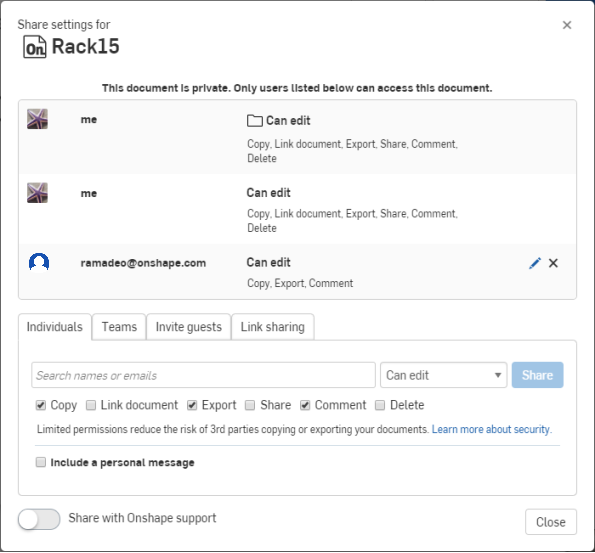 Share settings for
On Rack15
This document is private. Only users listed below can access this document.
me Can edit
Copy, Link document, Export, Share, Comment,
Delete
me Can edit
Copy, Link document, Export, Share, Comment,
Delete
ramadeo@onshape.com Can edit
Copy, Export, Comment
Individuals Teams Invite guests Link sharing
Search names or emails Can edit Share
Copy Link document Export Share Comment Delete
Limited permissions reduce the risk of 3rd parties copying or exporting your documents. Learn more about security.
Include a personal message
Share with Onshape support Close